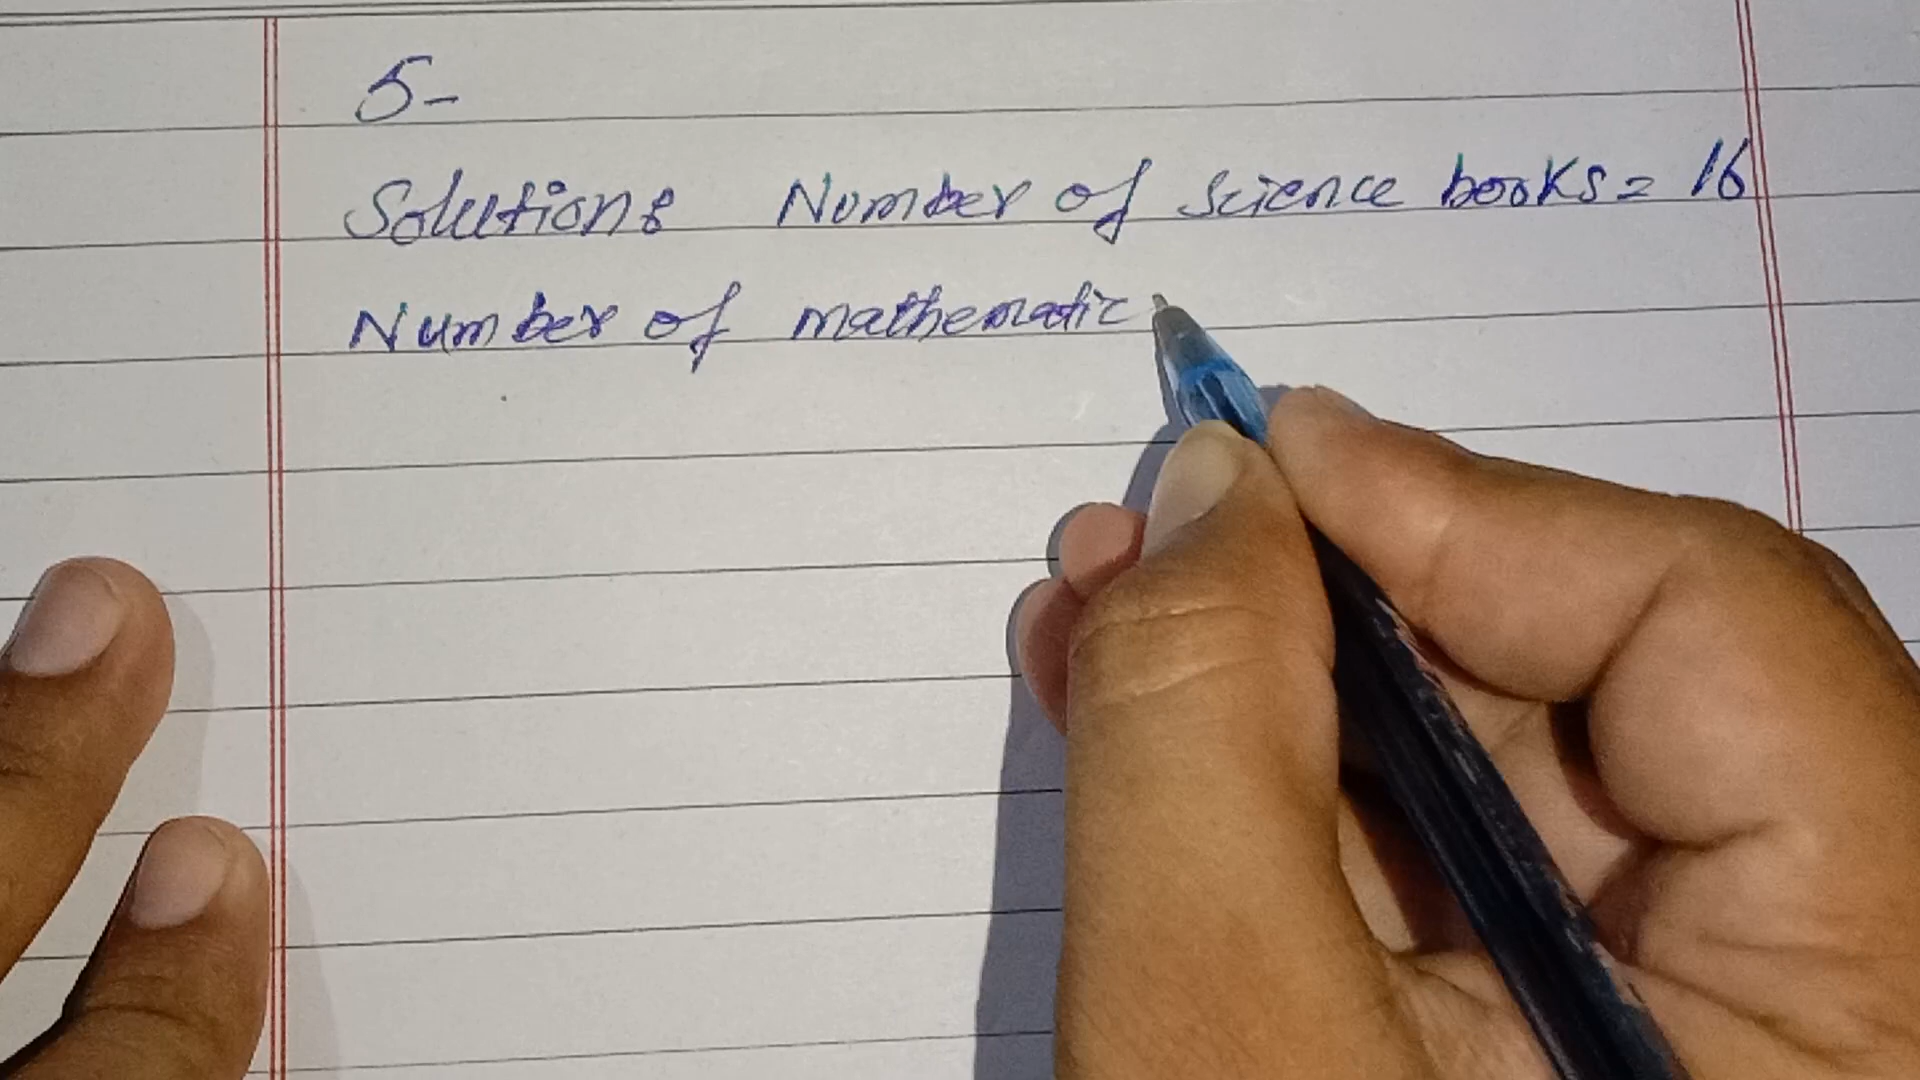 5-
Solution: Number of Science books = 16
Number of mathematic